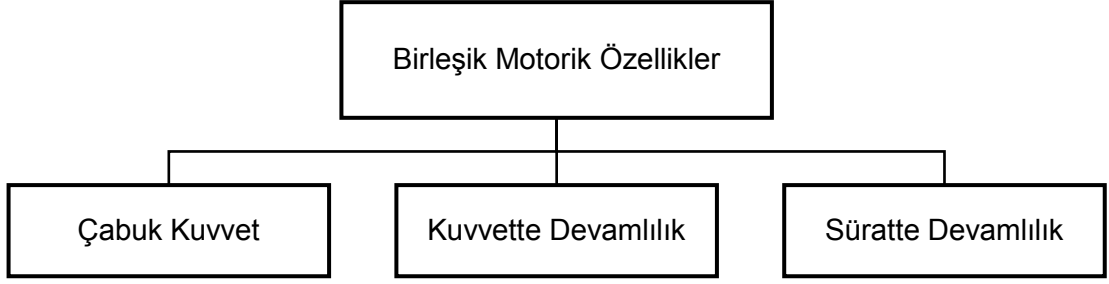 Birleşik Motorik Özellikler
Çabuk Kuvvet
Kuvvette Devamlılık
Süratte Devamlılık